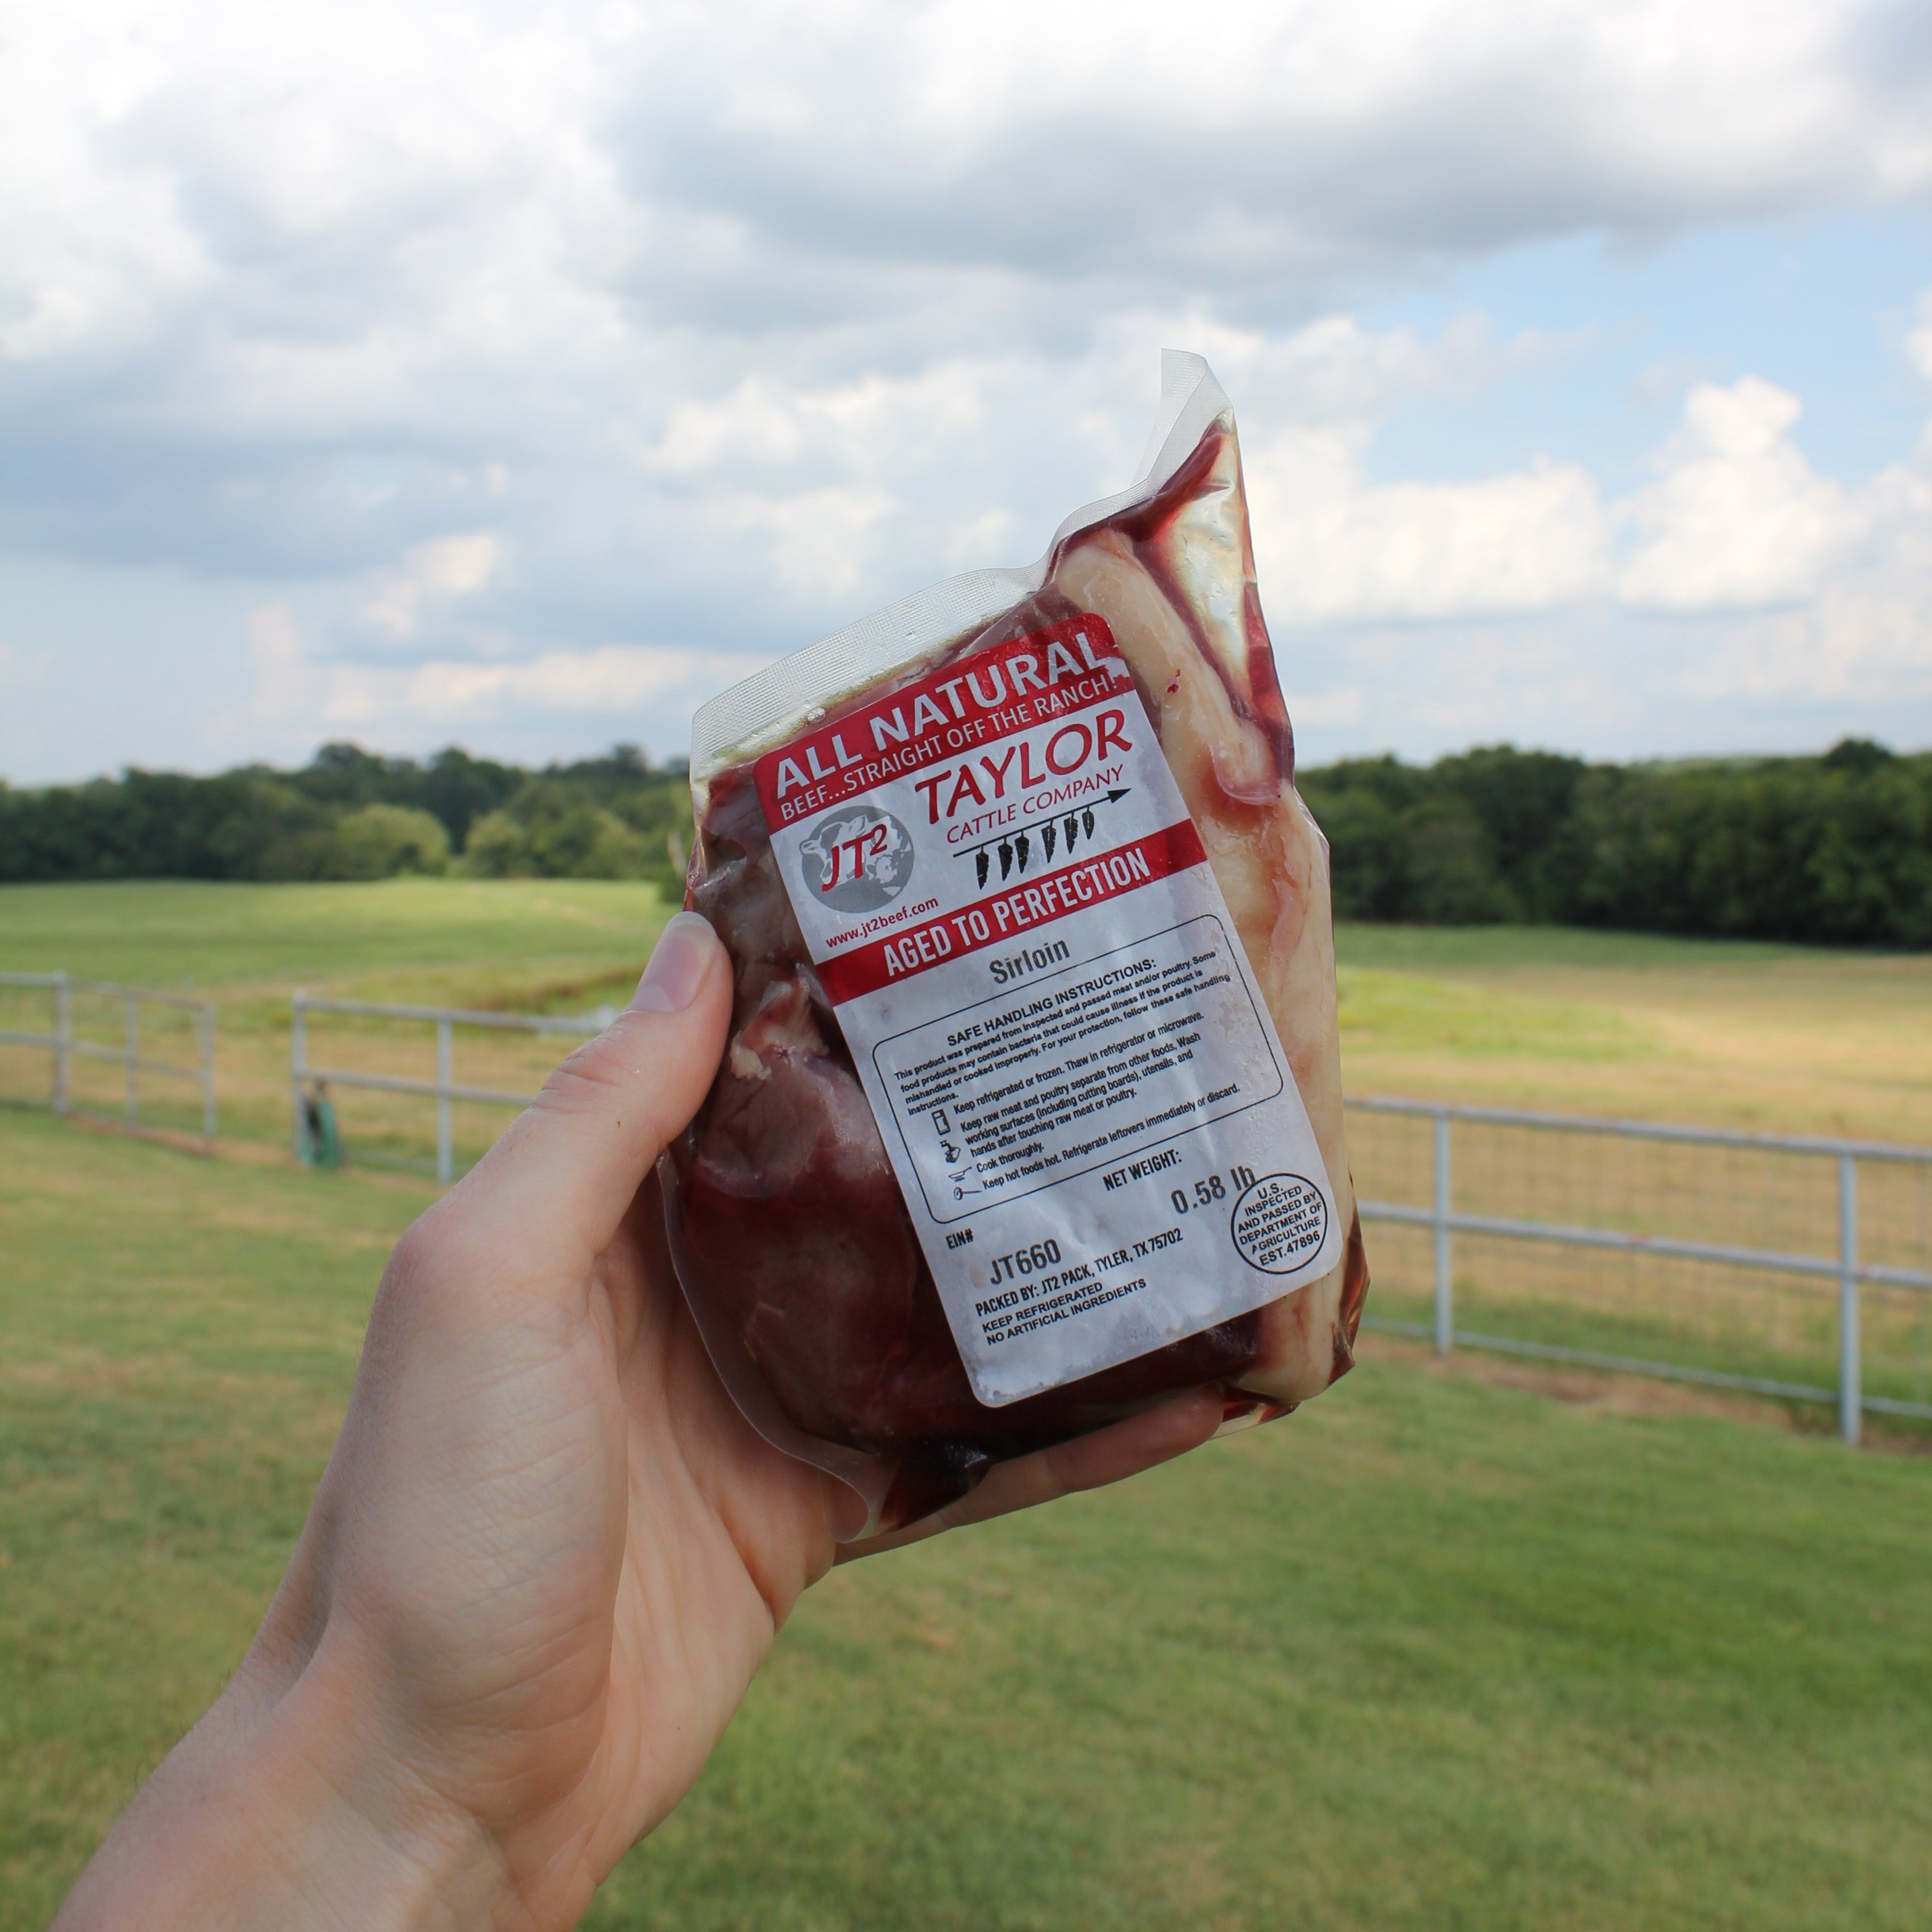 ALL NATURAL
BEEF...STRAIGHT OFF THE RANCH!
JT2
TAYLOR
CATTLE COMPANY
www.jt2beef.com
AGED TO PERFECTION
Sirloin
SAFE HANDLING INSTRUCTIONS:
This product was prepared from inspected and passed meat and/or poultry. Some
food products may contain bacteria that could cause illness if the product is
mishandled or cooked improperly. For your protection, follow these safe handling
instructions.
Keep refrigerated or frozen. Thaw in refrigerator or microwave.
Keep raw meat and poultry separate from other foods. Wash
working surfaces (including cutting boards), utensils, and
hands after touching raw meat or poultry.
Cook thoroughly.
Keep hot foods hot. Refrigerate leftovers immediately or discard.
NET WEIGHT:
0.58 lb
EIN#
JT660
PACKED BY: JT2 PACK, TYLER, TX 75702
KEEP REFRIGERATED
NO ARTIFICIAL INGREDIENTS
U.S.
INSPECTED
AND PASSED BY
DEPARTMENT OF
AGRICULTURE
EST.47896